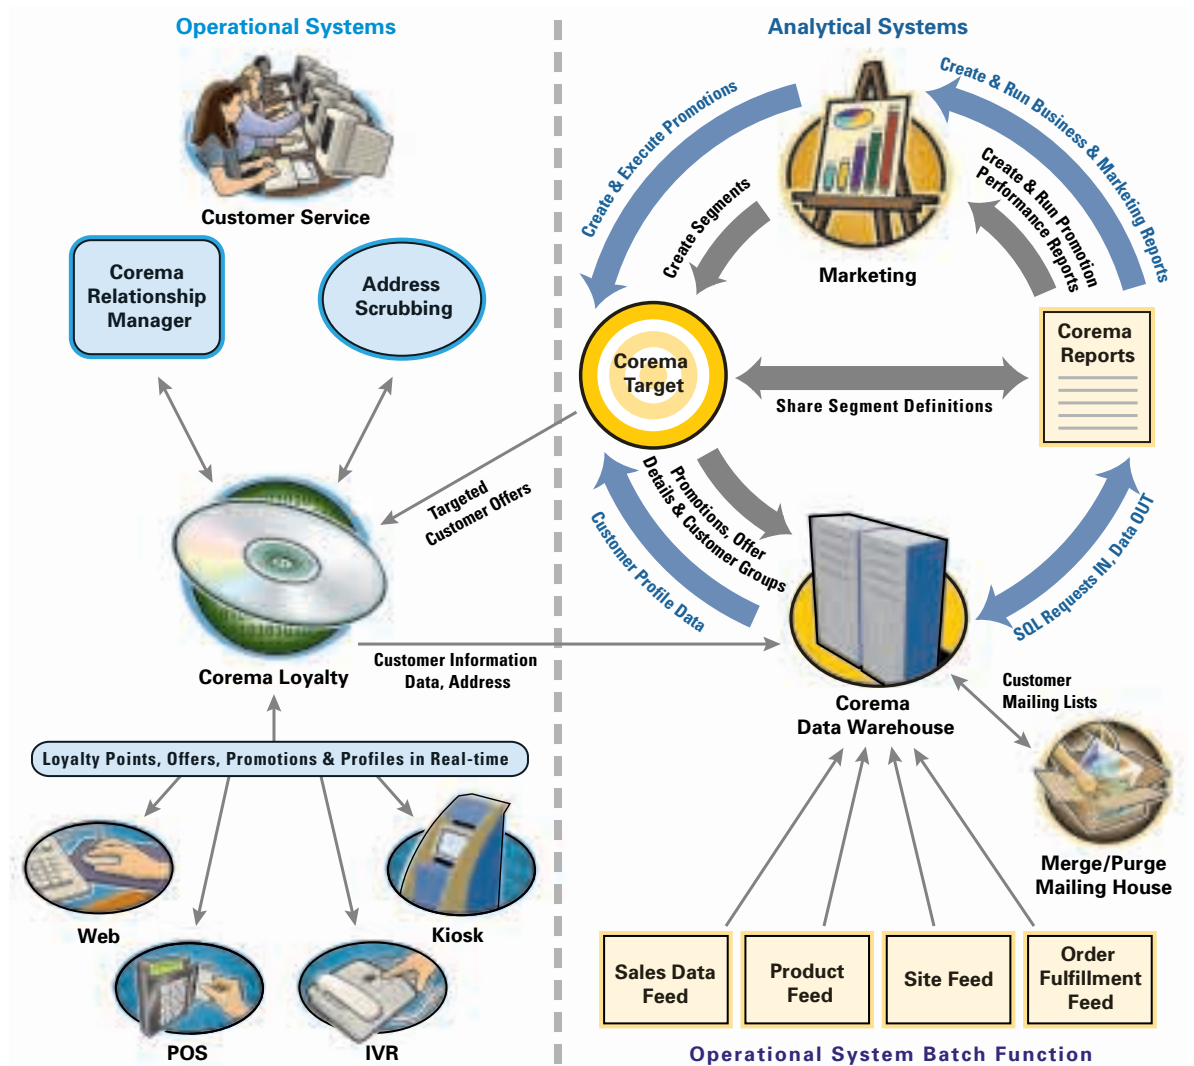 Operational Systems
Customer Service
Corema
Relationship
Manager
Address
Scrubbing
Targeted
Customer Offers
Corema Loyalty
Customer Information
Data, Address
Loyalty Points, Offers, Promotions & Profiles in Real-time
Web
POS
IVR
Kiosk
Analytical Systems
Create & Execute Promotions
Create Segments
Marketing
Create & Run Business & Marketing Reports
Create & Run Promotion
Performance Reports
Corema
Target
Share Segment Definitions
Corema
Reports
Customer Profile Data
Promotions, Offer
Details & Customer Groups
SQL Requests IN, Data OUT
Corema
Data Warehouse
Customer
Mailing Lists
Merge/Purge
Mailing House
Sales Data
Feed
Product
Feed
Site Feed
Order
Fulfillment
Feed
Operational System Batch Function